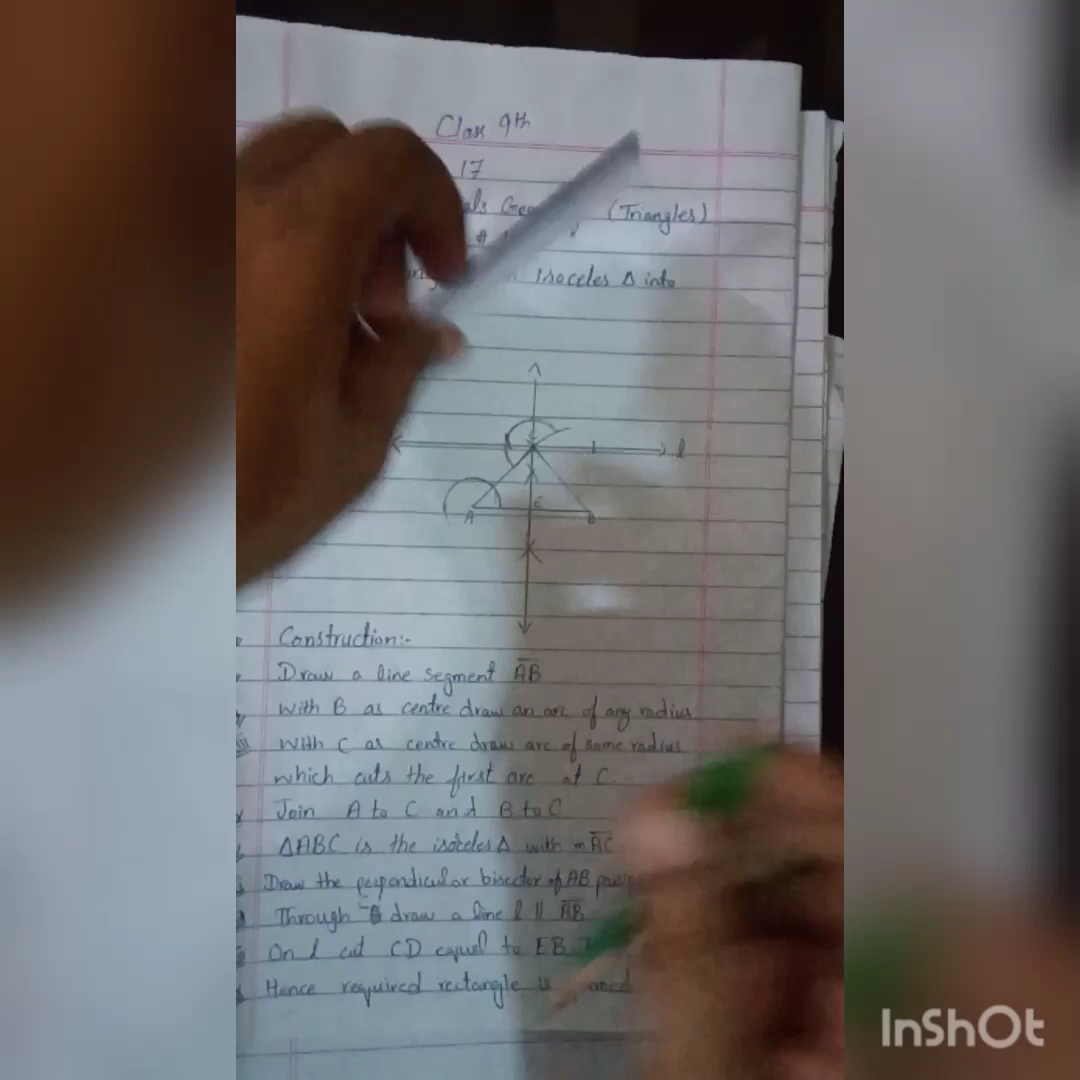 Class 9th
17
(Triangles)
Isoceles Δ into
l
A E B
Construction:-
Draw a line segment AB
With B as centre draw an arc of any radius
With C as centre draw arc of same radius
which cuts the first arc at C.
Join A to C and B to C
ΔABC is the isoceles Δ with m AC
Draw the perpendicular bisector of AB
Through draw a line l || AB
On l cut CD equal to EB
Hence required rectangle is
InShOt